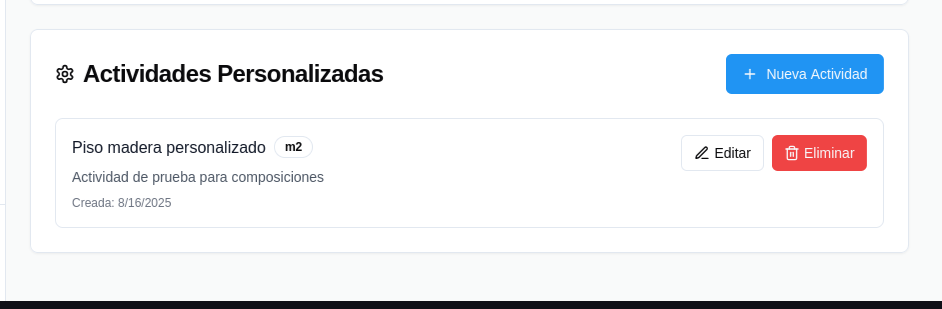 Actividades Personalizadas
Nueva Actividad
Piso madera personalizado m2
Editar
Eliminar
Actividad de prueba para composiciones
Creada: 8/16/2025